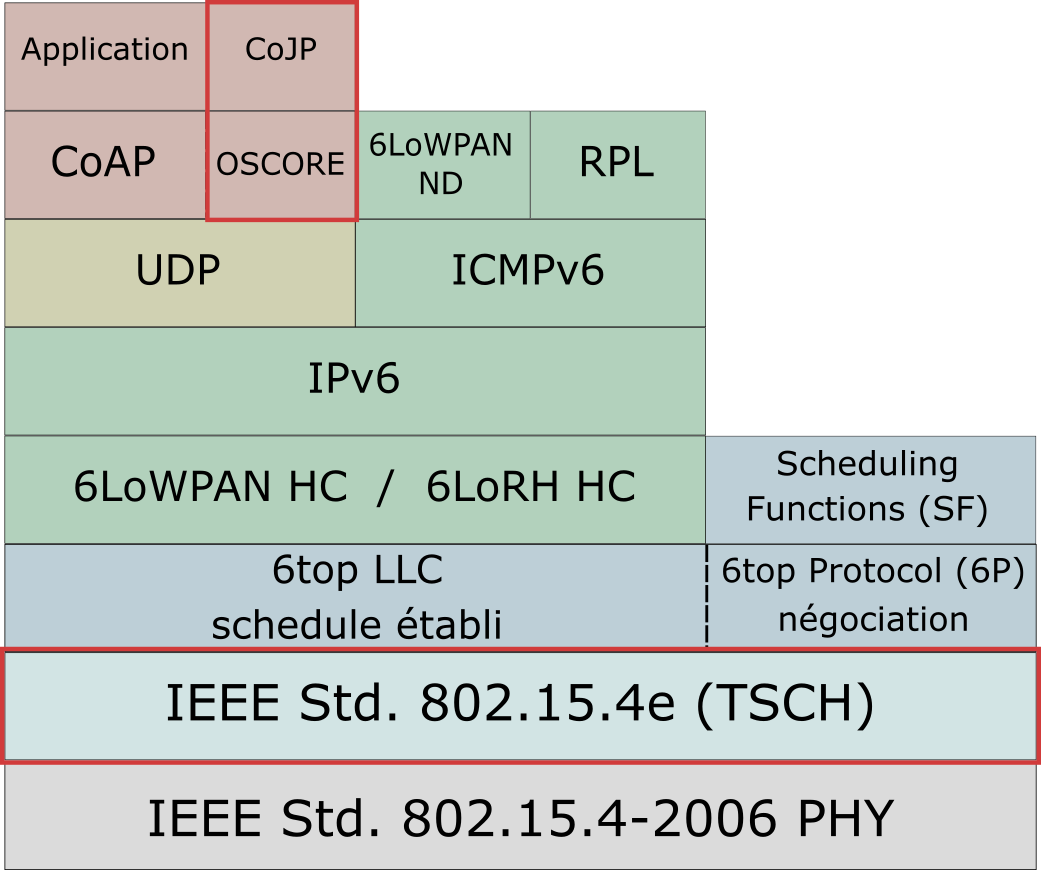 Application
CoJP
CoAP
OSCORE
6LoWPAN
ND
RPL
UDP
ICMPv6
IPv6
6LoWPAN HC / 6LoRH HC
Scheduling
Functions (SF)
6top LLC
schedule établi
6top Protocol (6P)
négociation
IEEE Std. 802.15.4e (TSCH)
IEEE Std. 802.15.4-2006 PHY